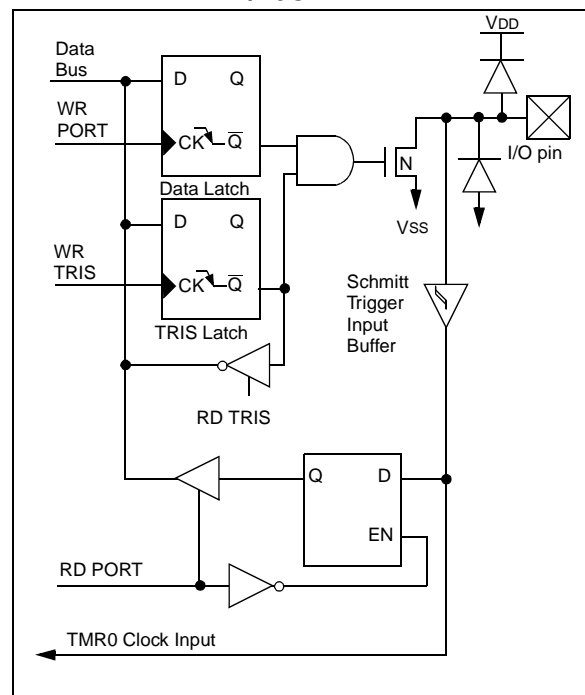 Data
Bus
VDD
D Q
WR
PORT
CK Q
N
I/O pin
Data Latch
VSS
D Q
WR
TRIS
CK Q
Schmitt
Trigger
Input
Buffer
TRIS Latch
RD TRIS
Q D
EN
RD PORT
TMR0 Clock Input